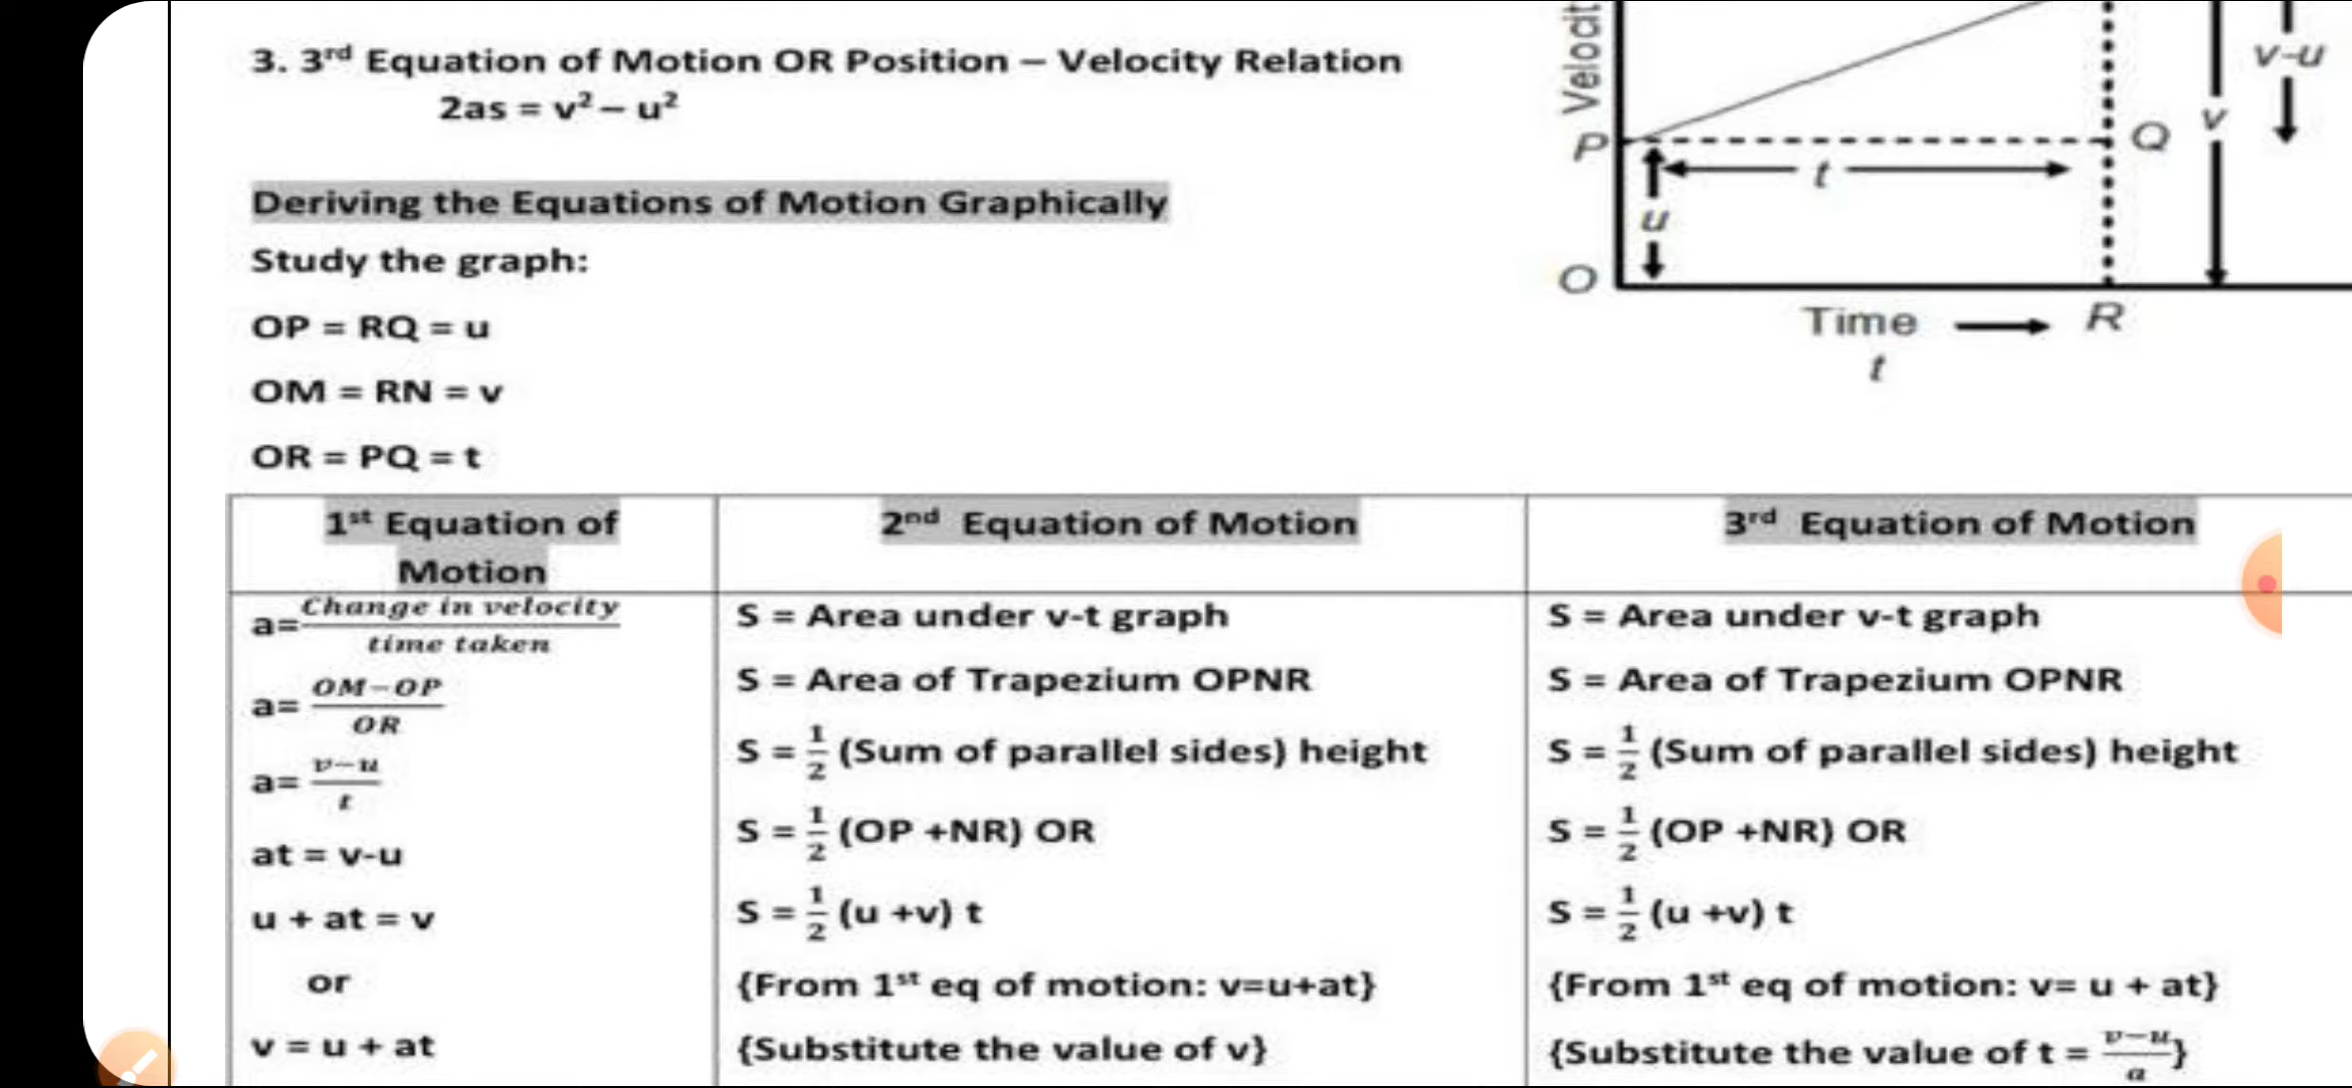 3. 3rd Equation of Motion OR Position – Velocity Relation
2as = v² – u²
Deriving the Equations of Motion Graphically
Study the graph:
OP = RQ = u
OM = RN = v
OR = PQ = t
Velocit
P
Q
t
u
v
v-u
O
Time
R
t
1st Equation of Motion
a= Change in velocity / time taken
a= OM-OP / OR
a= v-u / t
at = v-u
u + at = v
or
v = u + at
2nd Equation of Motion
S = Area under v-t graph
S = Area of Trapezium OPNR
S = 1/2 (Sum of parallel sides) height
S = 1/2 (OP +NR) OR
S = 1/2 (u +v) t
{From 1st eq of motion: v=u+at}
{Substitute the value of v}
3rd Equation of Motion
S = Area under v-t graph
S = Area of Trapezium OPNR
S = 1/2 (Sum of parallel sides) height
S = 1/2 (OP +NR) OR
S = 1/2 (u +v) t
{From 1st eq of motion: v= u + at}
{Substitute the value of t = v-u / a}